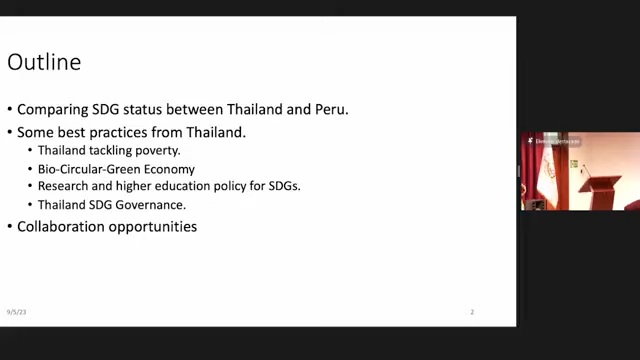 Outline
• Comparing SDG status between Thailand and Peru.
• Some best practices from Thailand.
• Thailand tackling poverty.
• Bio-Circular-Green Economy
• Research and higher education policy for SDGs.
• Thailand SDG Governance.
• Collaboration opportunities
9/5/23
2